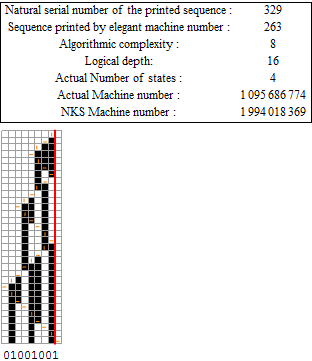 Natural serial number of the printed sequence : 329
Sequence printed by elegant machine number : 263
Algorithmic complexity : 8
Logical depth: 16
Actual Number of states : 4
Actual Machine number : 1 095 686 774
NKS Machine number : 1 994 018 369
01001001